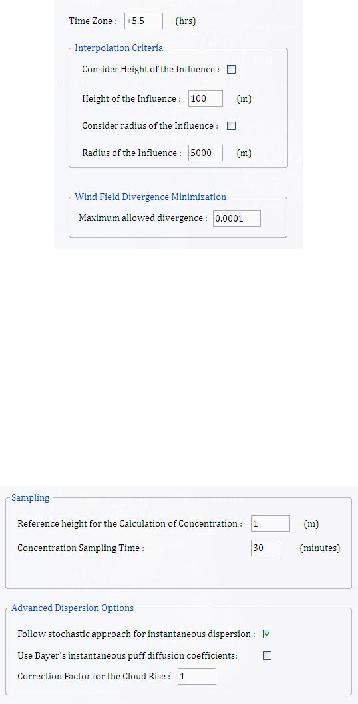 Time Zone : +5.5 (hrs)
Interpolation Criteria
Consider Height of the Influence :
Height of the Influence : 100 (m)
Consider radius of the Influence :
Radius of the Influence : 5000 (m)
Wind Field Divergence Minimization
Maximum allowed divergence : 0.0001
Sampling
Reference height for the Calculation of Concentration : 1 (m)
Concentration Sampling Time : 30 (minutes)
Advanced Dispersion Options
Follow stochastic approach for instantaneous dispersion :
Use Bayer's instantaneous puff diffusion coefficients:
Correction Factor for the Cloud Rise : 1